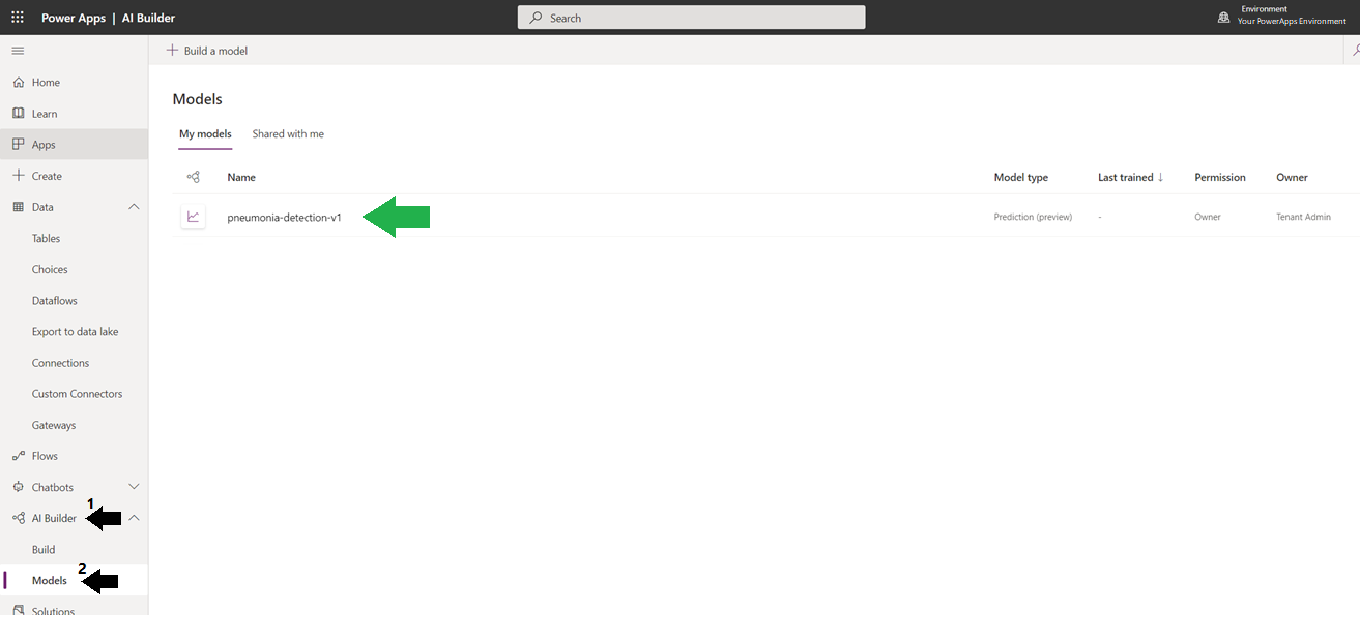 Power Apps | AI Builder
Search
Environment
Your PowerApps Environment
Build a model
Home
Learn
Apps
Create
Data
Tables
Choices
Dataflows
Export to data lake
Connections
Custom Connectors
Gateways
Flows
Chatbots
1
AI Builder
Build
2
Models
Solutions
Models
My models Shared with me
Name Model type Last trained ↓ Permission Owner
pneumonia-detection-v1 Prediction (preview) - Owner Tenant Admin